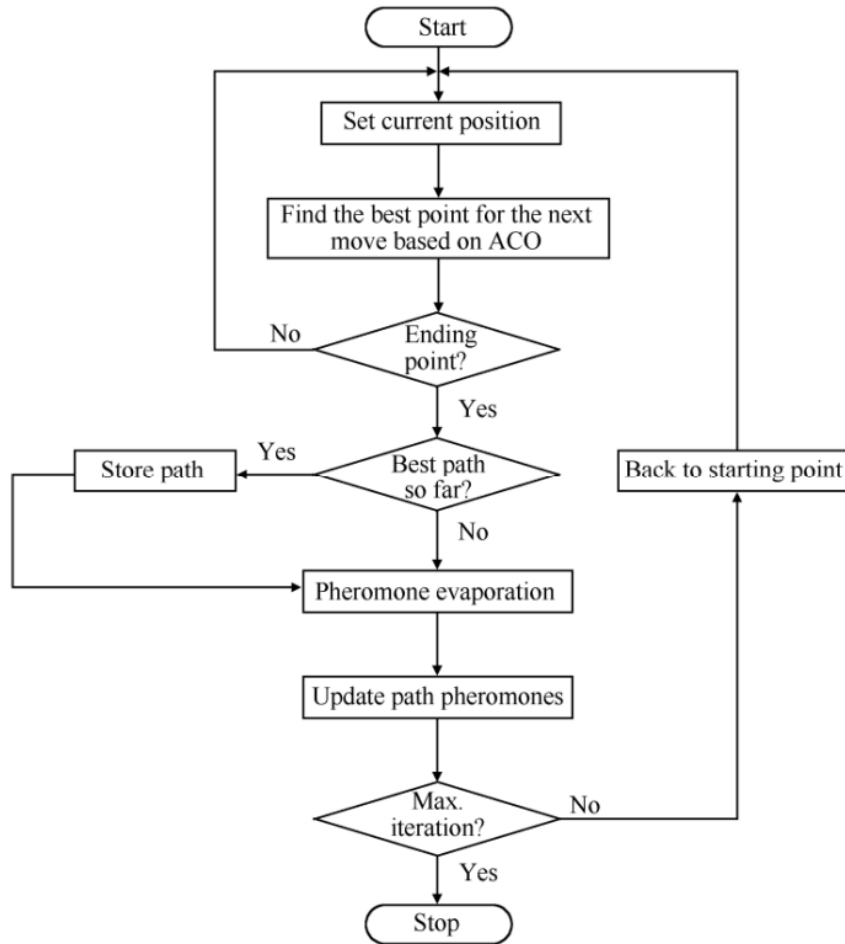 Start
Set current position
Find the best point for the next
move based on ACO
No
Ending
point?
Yes
Yes
Store path
Best path
so far?
Back to starting point
No
Pheromone evaporation
Update path pheromones
Max.
iteration?
No
Yes
Stop